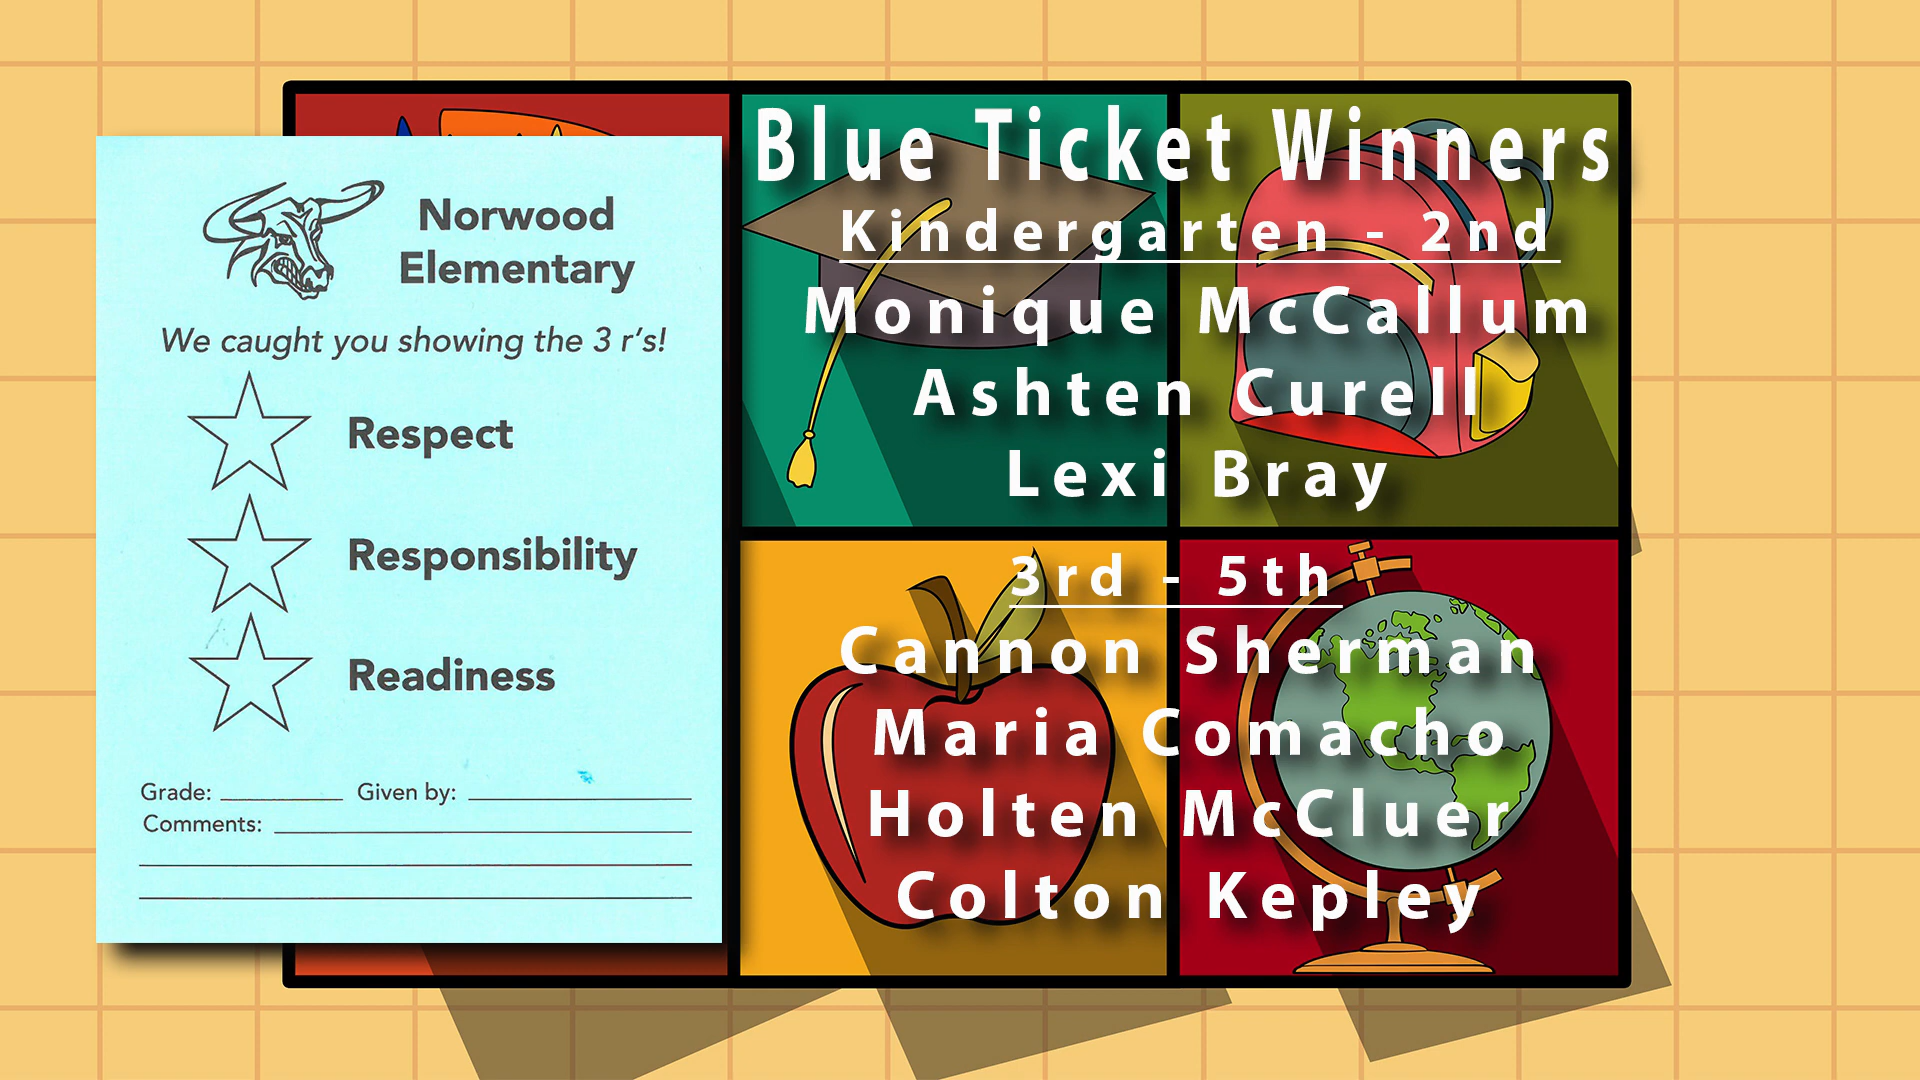 Norwood
Elementary
We caught you showing the 3 r's!
Respect
Responsibility
Readiness
Grade: Given by:
Comments:
Blue Ticket Winners
Kindergarten - 2nd
Monique McCallum
Ashten Curell
Lexi Bray
3rd - 5th
Cannon Sherman
Maria Comacho
Holten McCluer
Colton Kepley